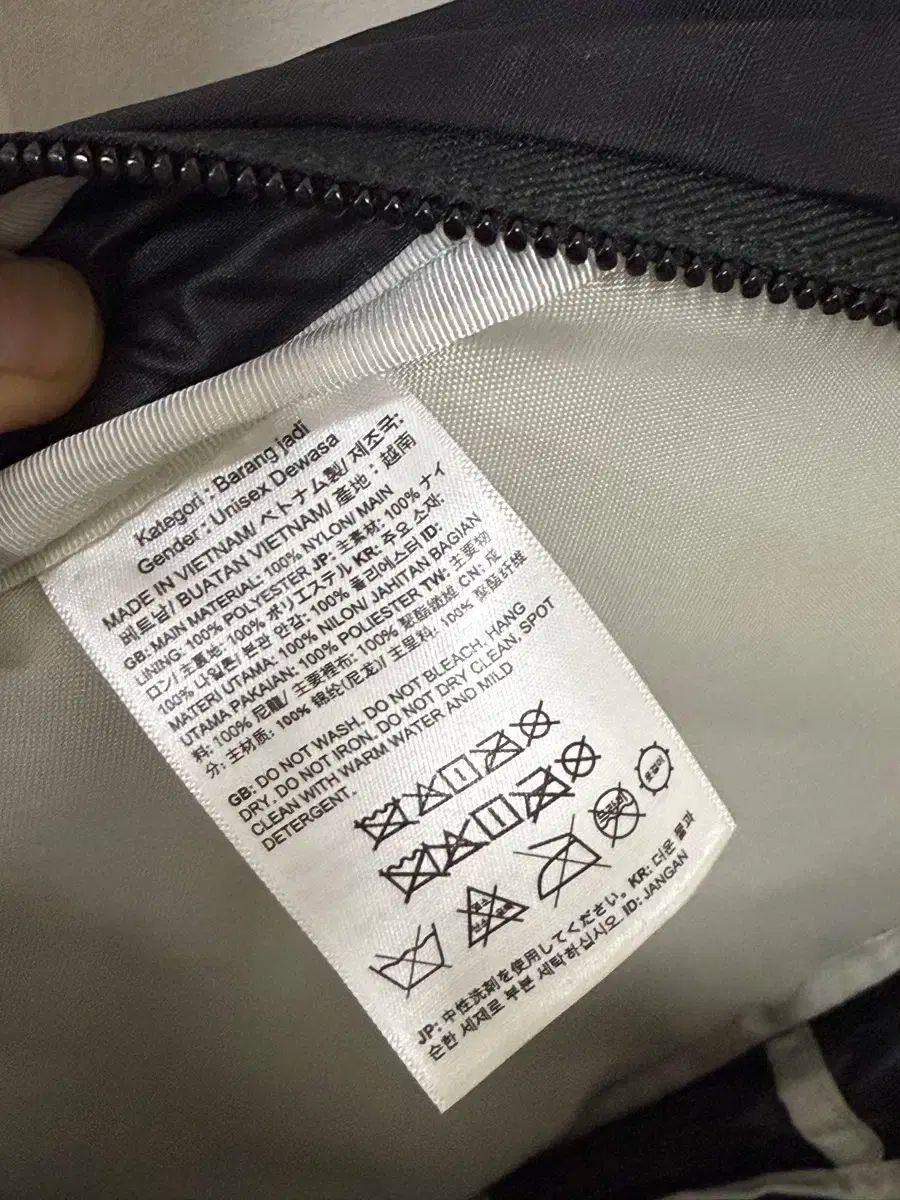 Kategori : Barang jadi
Gender : Unisex Dewasa
MADE IN VIETNAM/ ベトナム製/ 제조국:
베트남/ BUATAN VIETNAM/ 產地：越南
GB: MAIN MATERIAL: 100% NYLON/ MAIN
LINING: 100% POLYESTER JP: 主素材: 100% ナイ
ロン/ 主裏地: 100% ポリエステル KR: 주요 소재:
100% 나일론/ 본관 안감: 100% 폴리에스터 ID:
MATERI UTAMA: 100% NILON/ JAHITAN BAGIAN
UTAMA PAKAIAN: 100% POLIESTER TW: 主要物
料: 100% 尼龍/ 主要裡布: 100% 聚酯纖維 CN: 成
分: 主材质: 100% 锦纶(尼龙)/ 主里料: 100% 聚酯纤维
GB: DO NOT WASH. DO NOT BLEACH, HANG
DRY. DO NOT IRON. DO NOT DRY CLEAN, SPOT
CLEAN WITH WARM WATER AND MILD
DETERGENT.
JP: 中性洗剤を使用してください。KR: 더운 물과
순한 세제로 부분 세탁하십시오. ID: JANGAN